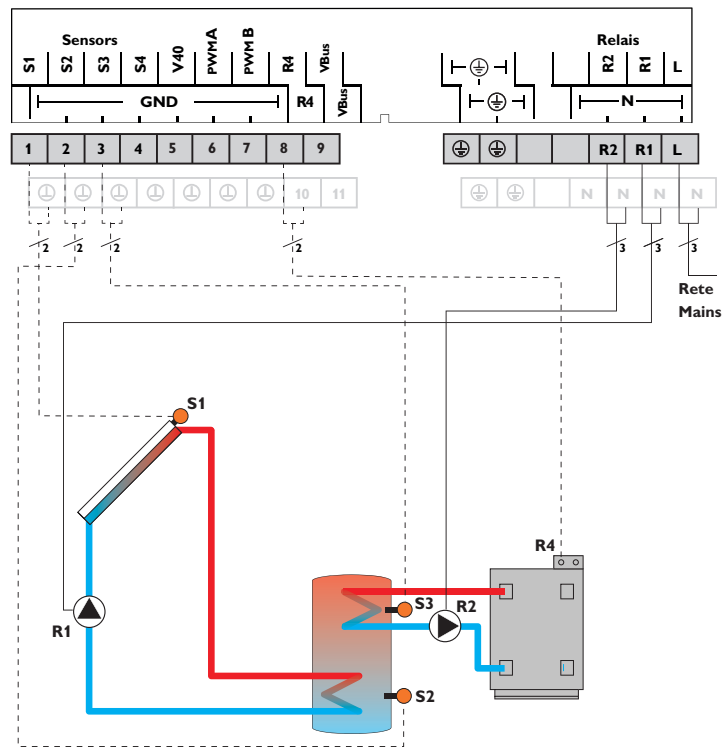 Sensors
Relais
S1 S2 S3 S4 V40 PWMA PWMB R4 VBus
R2 R1 L
GND R4 VBus
N
1 2 3 4 5 6 7 8 9
R2 R1 L
10 11
N N N N
2 2 2 2
3 3 3
Rete
Mains
S1
R4
S3 R2
R1
S2